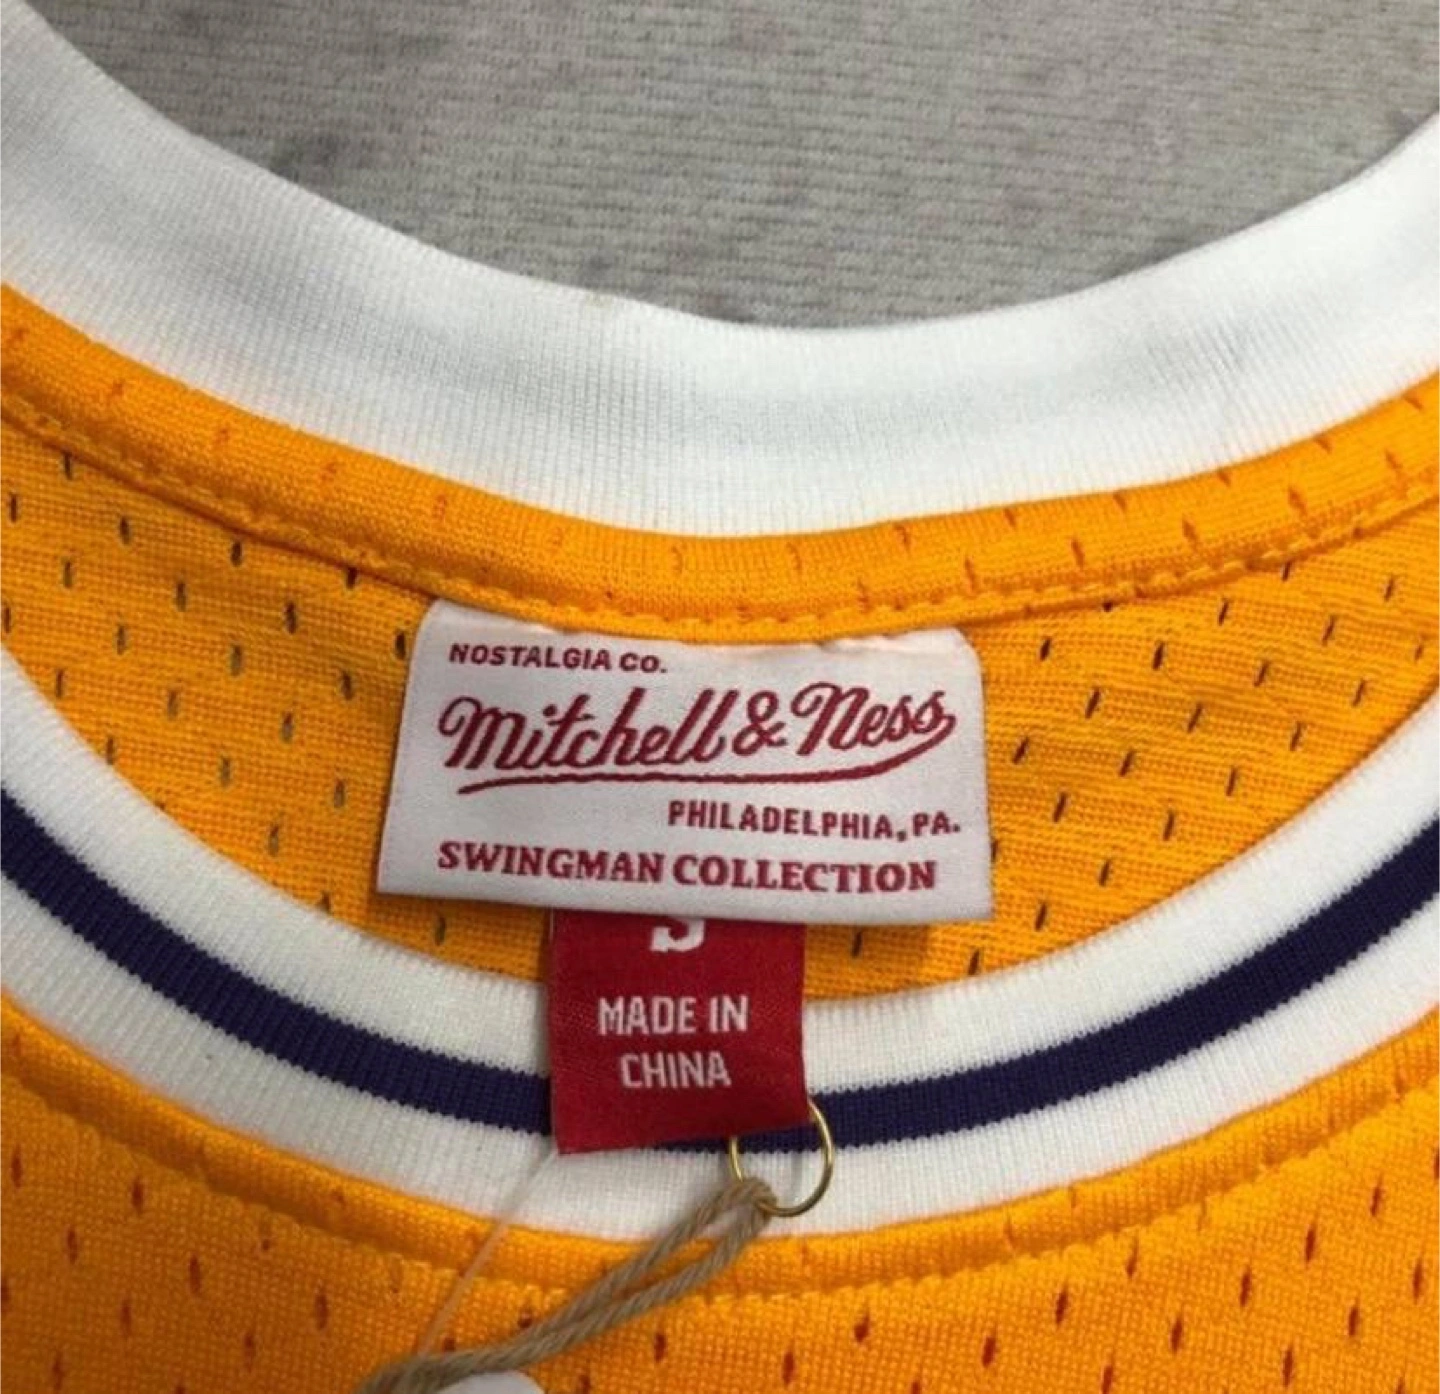 NOSTALGIA CO.
Mitchell & Ness
PHILADELPHIA, PA.
SWINGMAN COLLECTION
MADE IN
CHINA